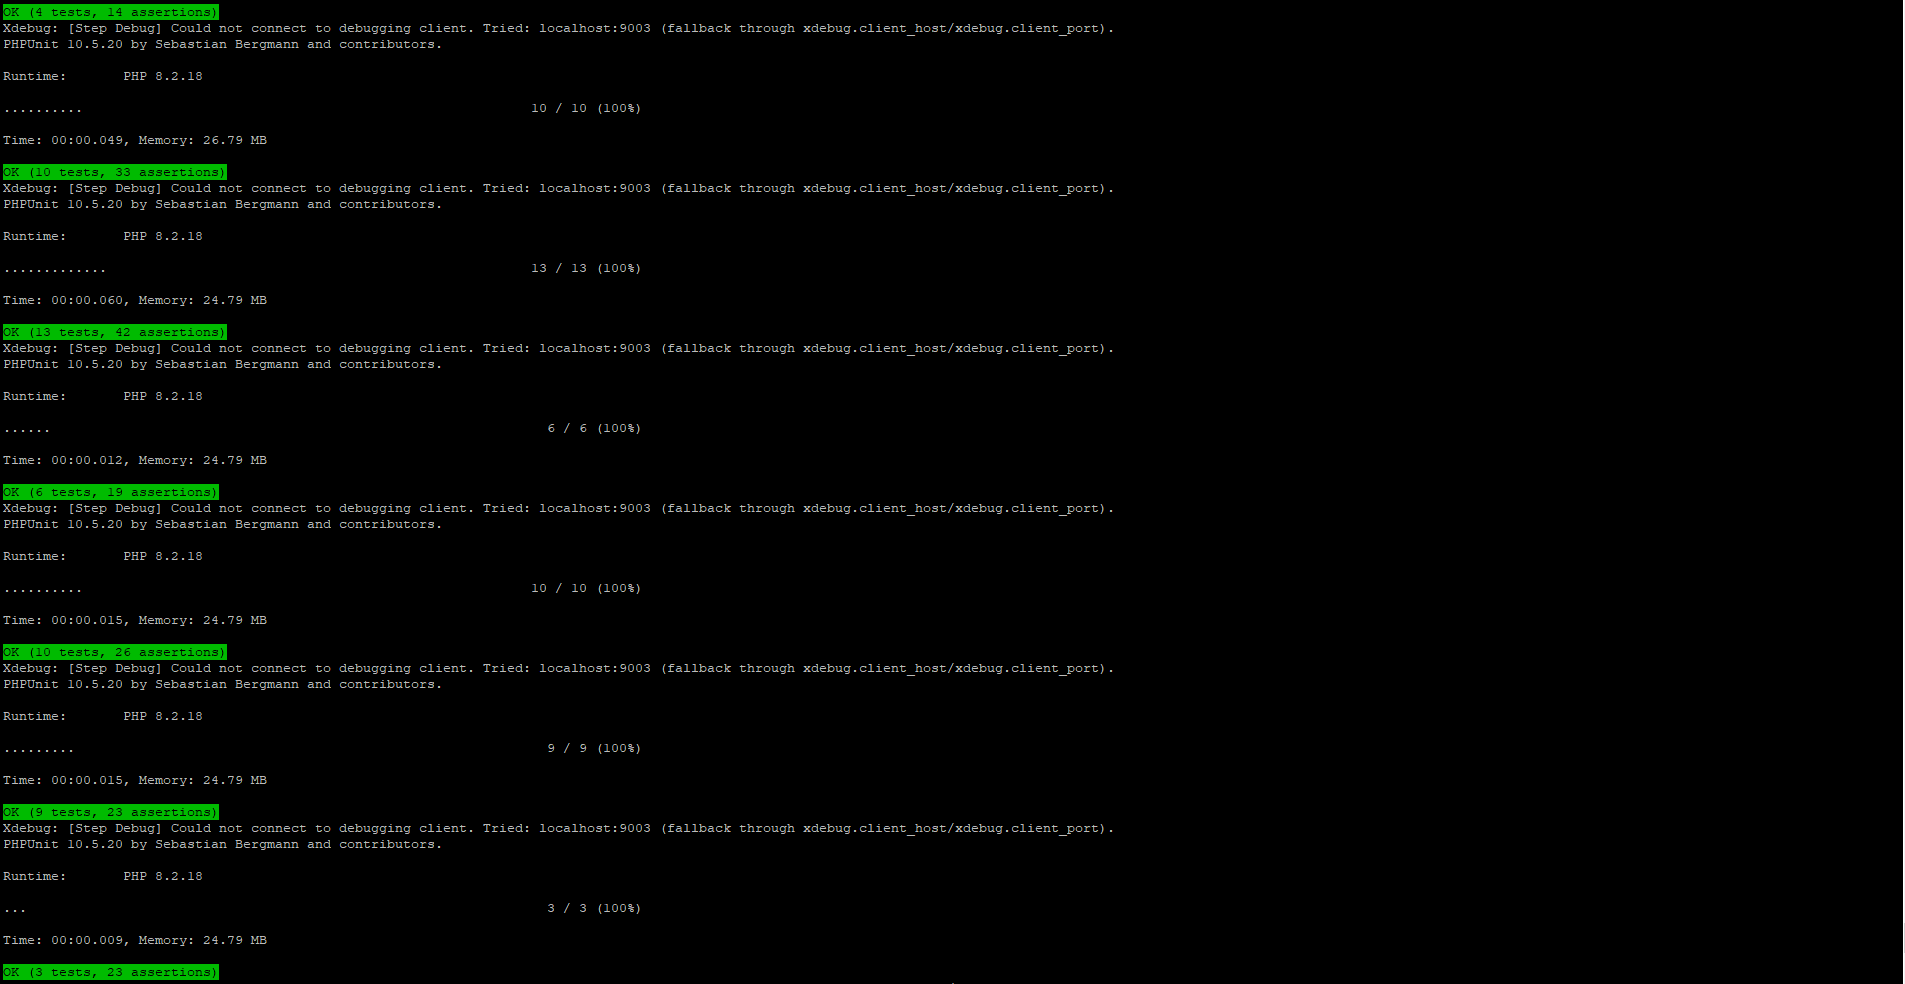 OK (4 tests, 14 assertions)
Xdebug: [Step Debug] Could not connect to debugging client. Tried: localhost:9003 (fallback through xdebug.client_host/xdebug.client_port).
PHPUnit 10.5.20 by Sebastian Bergmann and contributors.
Runtime:       PHP 8.2.18
..........                                                        10 / 10 (100%)
Time: 00:00.049, Memory: 26.79 MB
OK (10 tests, 33 assertions)
Xdebug: [Step Debug] Could not connect to debugging client. Tried: localhost:9003 (fallback through xdebug.client_host/xdebug.client_port).
PHPUnit 10.5.20 by Sebastian Bergmann and contributors.
Runtime:       PHP 8.2.18
.............                                                     13 / 13 (100%)
Time: 00:00.060, Memory: 24.79 MB
OK (13 tests, 42 assertions)
Xdebug: [Step Debug] Could not connect to debugging client. Tried: localhost:9003 (fallback through xdebug.client_host/xdebug.client_port).
PHPUnit 10.5.20 by Sebastian Bergmann and contributors.
Runtime:       PHP 8.2.18
......                                                              6 / 6 (100%)
Time: 00:00.012, Memory: 24.79 MB
OK (6 tests, 19 assertions)
Xdebug: [Step Debug] Could not connect to debugging client. Tried: localhost:9003 (fallback through xdebug.client_host/xdebug.client_port).
PHPUnit 10.5.20 by Sebastian Bergmann and contributors.
Runtime:       PHP 8.2.18
..........                                                        10 / 10 (100%)
Time: 00:00.015, Memory: 24.79 MB
OK (10 tests, 26 assertions)
Xdebug: [Step Debug] Could not connect to debugging client. Tried: localhost:9003 (fallback through xdebug.client_host/xdebug.client_port).
PHPUnit 10.5.20 by Sebastian Bergmann and contributors.
Runtime:       PHP 8.2.18
.........                                                           9 / 9 (100%)
Time: 00:00.015, Memory: 24.79 MB
OK (9 tests, 23 assertions)
Xdebug: [Step Debug] Could not connect to debugging client. Tried: localhost:9003 (fallback through xdebug.client_host/xdebug.client_port).
PHPUnit 10.5.20 by Sebastian Bergmann and contributors.
Runtime:       PHP 8.2.18
...                                                                 3 / 3 (100%)
Time: 00:00.009, Memory: 24.79 MB
OK (3 tests, 23 assertions)